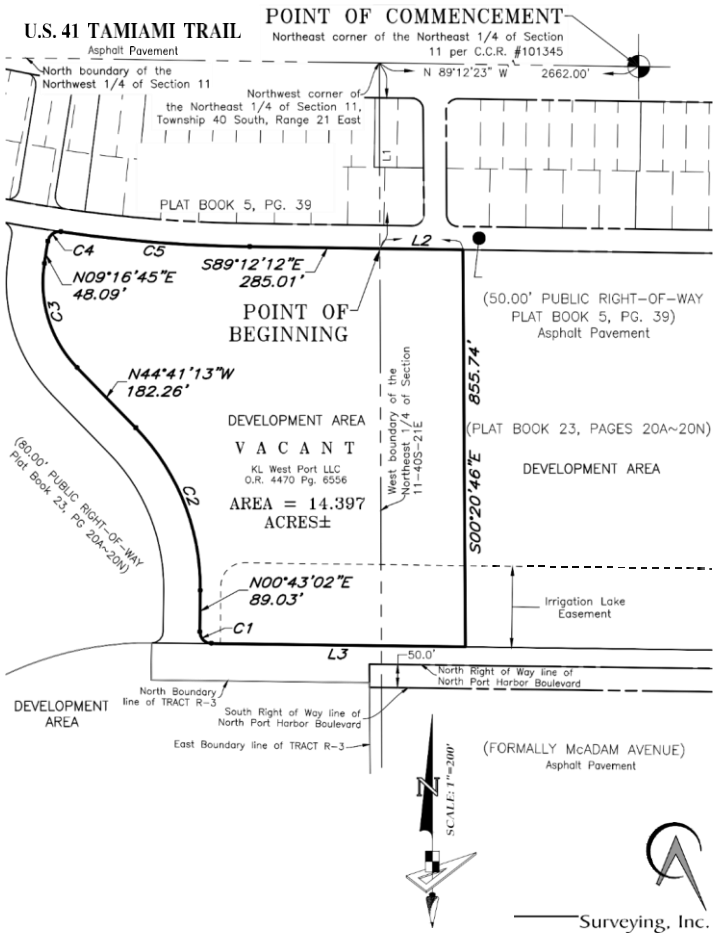 U.S. 41 TAMIAMI TRAIL
Asphalt Pavement
POINT OF COMMENCEMENT
Northeast corner of the Northeast 1/4 of Section
11 per C.C.R. #101345
North boundary of the
Northwest 1/4 of Section 11
N 89°12'23" W 2662.00'
Northwest corner of
the Northeast 1/4 of Section 11,
Township 40 South, Range 21 East
L1
PLAT BOOK 5, PG. 39
C4
C5
L2
S89°12'12"E
285.01'
N09°16'45"E
48.09'
C3
POINT OF
BEGINNING
(50.00' PUBLIC RIGHT-OF-WAY
PLAT BOOK 5, PG. 39)
Asphalt Pavement
N44°41'13"W
182.26'
West boundary of the
Northeast 1/4 of Section
11-40S-21E
S00°20'46"E 855.74'
DEVELOPMENT AREA
VACANT
KL West Port LLC
O.R. 4470 Pg. 6556
AREA = 14.397
ACRES±
(PLAT BOOK 23, PAGES 20A~20N)
DEVELOPMENT AREA
(80.00' PUBLIC RIGHT-OF-WAY
Plat Book 23, PG 20A~20N)
C2
N00°43'02"E
89.03'
C1
Irrigation Lake
Easement
L3
50.0'
North Right of Way line of
North Port Harbor Boulevard
DEVELOPMENT
AREA
North Boundary
line of TRACT R-3
South Right of Way line of
North Port Harbor Boulevard
East Boundary line of TRACT R-3
(FORMALLY McADAM AVENUE)
Asphalt Pavement
N
SCALE: 1"=200'
Surveying, Inc.